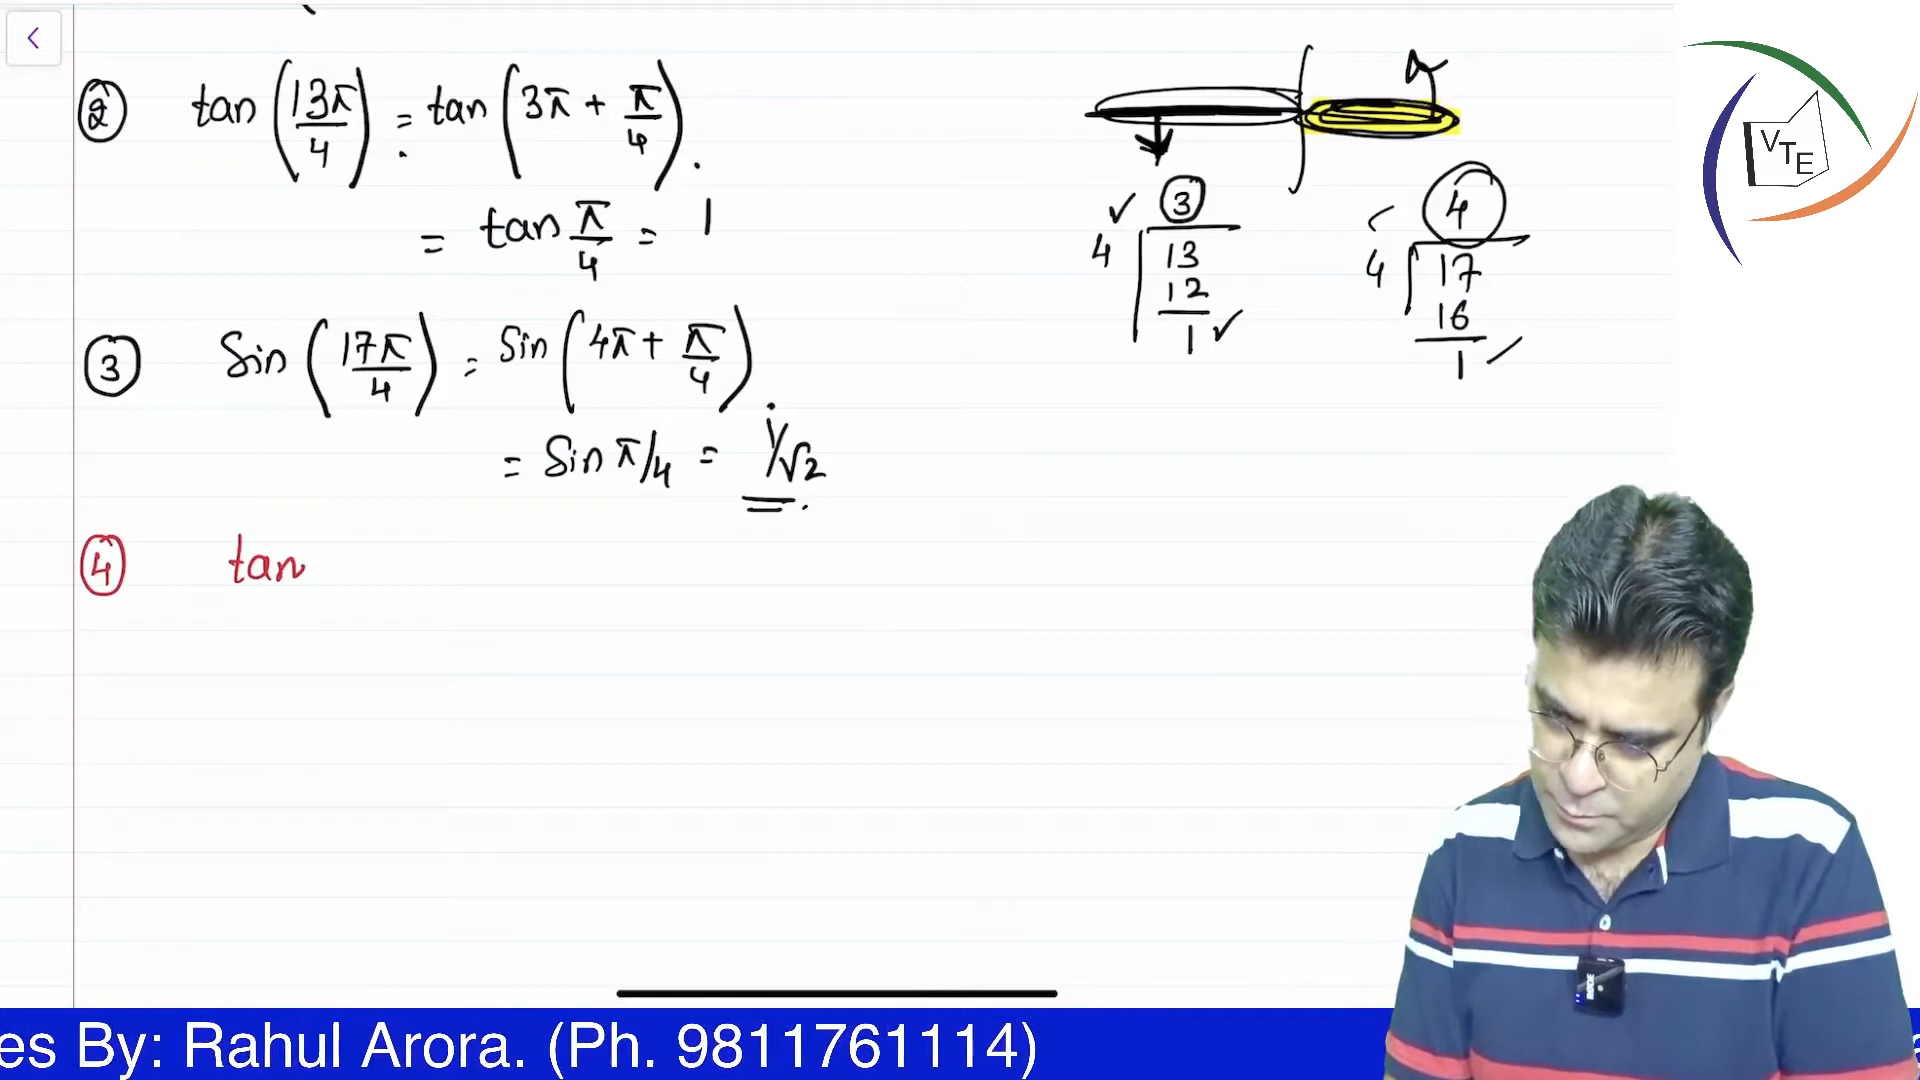 ② tan (13π/4) = tan (3π + π/4).
= tan π/4 = 1
③ Sin (17π/4) = Sin (4π + π/4).
= Sin π/4 = 1/√2
④ tan
✓ 3
4 13
12
1 ✓
4
4 17
16
1
VTE
es By: Rahul Arora. (Ph. 9811761114)
RØDE